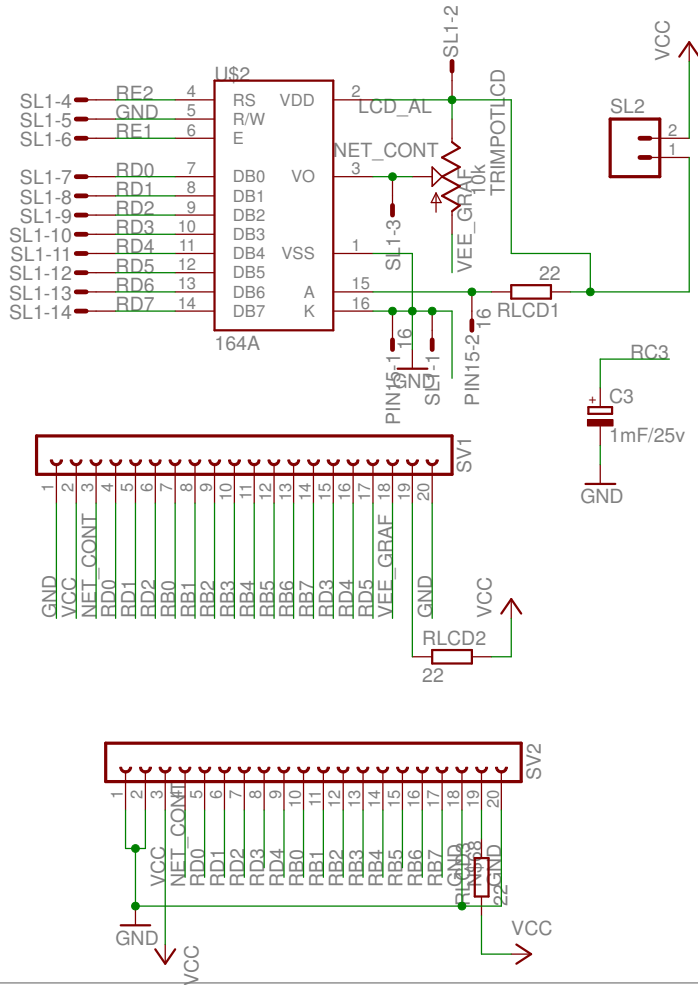 SL1-2
VCC
U$2
SL1-4 RE2 4 RS VDD 2 LCD_AL
SL1-5 GND 5 R/W
SL1-6 RE1 6 E
SL2
2
1
NET_CONT
TRIMPOTLCD
10k
SL1-7 RD0 7 DB0 VO 3
SL1-8 RD1 8 DB1
SL1-9 RD2 9 DB2
SL1-10 RD3 10 DB3
SL1-11 RD4 11 DB4 VSS 1
SL1-12 RD5 12 DB5
SL1-13 RD6 13 DB6 A 15
SL1-14 RD7 14 DB7 K 16
SL1-3
VEE_GRAF
22
RLCD1
164A
PIN15-1
16
GND
SL1-1
PIN15-2
16
RC3
+
C3
1mF/25v
GND
SV1
1 2 3 4 5 6 7 8 9 10 11 12 13 14 15 16 17 18 19 20
GND VCC NET_CONT RD0 RD1 RD2 RB0 RB1 RB2 RB3 RB4 RB5 RB6 RB7 RD3 RD4 RD5 VEE_GRAF GND
VCC
RLCD2
22
SV2
1 2 3 4 5 6 7 8 9 10 11 12 13 14 15 16 17 18 19 20
VCC NET_CONT RD0 RD1 RD2 RD3 RD4 RB0 RB1 RB2 RB3 RB4 RB5 RB6 RB7 GND RLCD3 N$68 GND
22
GND
VCC
VCC